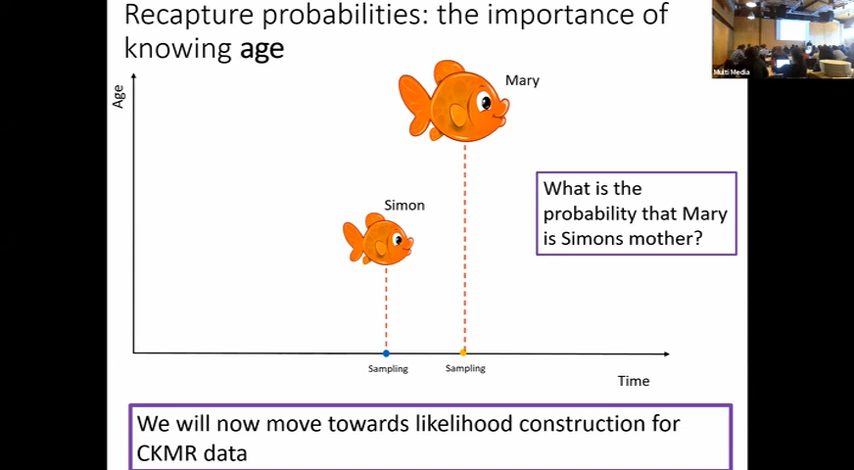 Recapture probabilities: the importance of
knowing age
Multi Media
Age
Mary
Simon
What is the
probability that Mary
is Simons mother?
Sampling
Sampling
Time
We will now move towards likelihood construction for
CKMR data